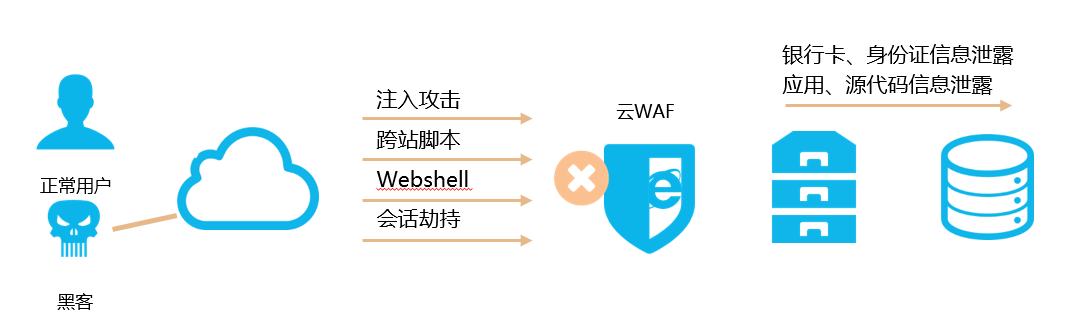 正常用户
黑客
注入攻击
跨站脚本
Webshell
会话劫持
云WAF
银行卡、身份证信息泄露
应用、源代码信息泄露